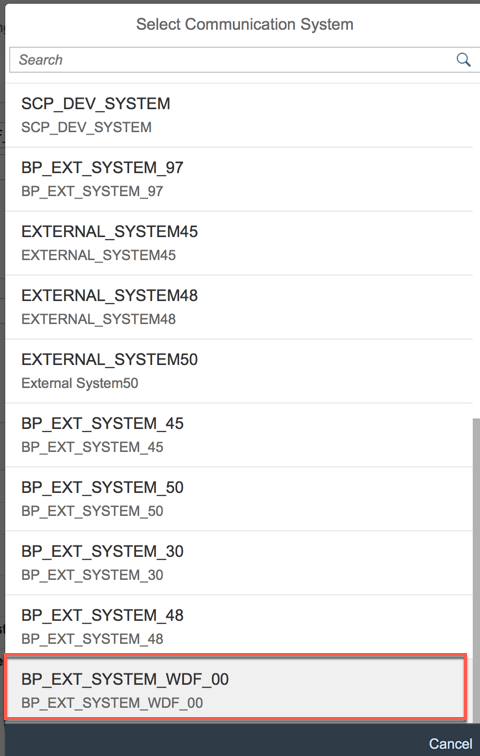 Select Communication System
Search
SCP_DEV_SYSTEM
SCP_DEV_SYSTEM
BP_EXT_SYSTEM_97
BP_EXT_SYSTEM_97
EXTERNAL_SYSTEM45
EXTERNAL_SYSTEM45
EXTERNAL_SYSTEM48
EXTERNAL_SYSTEM48
EXTERNAL_SYSTEM50
External System50
BP_EXT_SYSTEM_45
BP_EXT_SYSTEM_45
BP_EXT_SYSTEM_50
BP_EXT_SYSTEM_50
BP_EXT_SYSTEM_30
BP_EXT_SYSTEM_30
BP_EXT_SYSTEM_48
BP_EXT_SYSTEM_48
BP_EXT_SYSTEM_WDF_00
BP_EXT_SYSTEM_WDF_00
Cancel